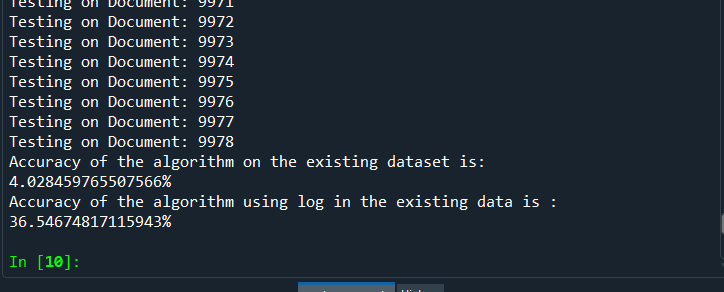 Testing on Document: 9971
Testing on Document: 9972
Testing on Document: 9973
Testing on Document: 9974
Testing on Document: 9975
Testing on Document: 9976
Testing on Document: 9977
Testing on Document: 9978
Accuracy of the algorithm on the existing dataset is:
4.028459765507566%
Accuracy of the algorithm using log in the existing data is :
36.54674817115943%
In [10]: